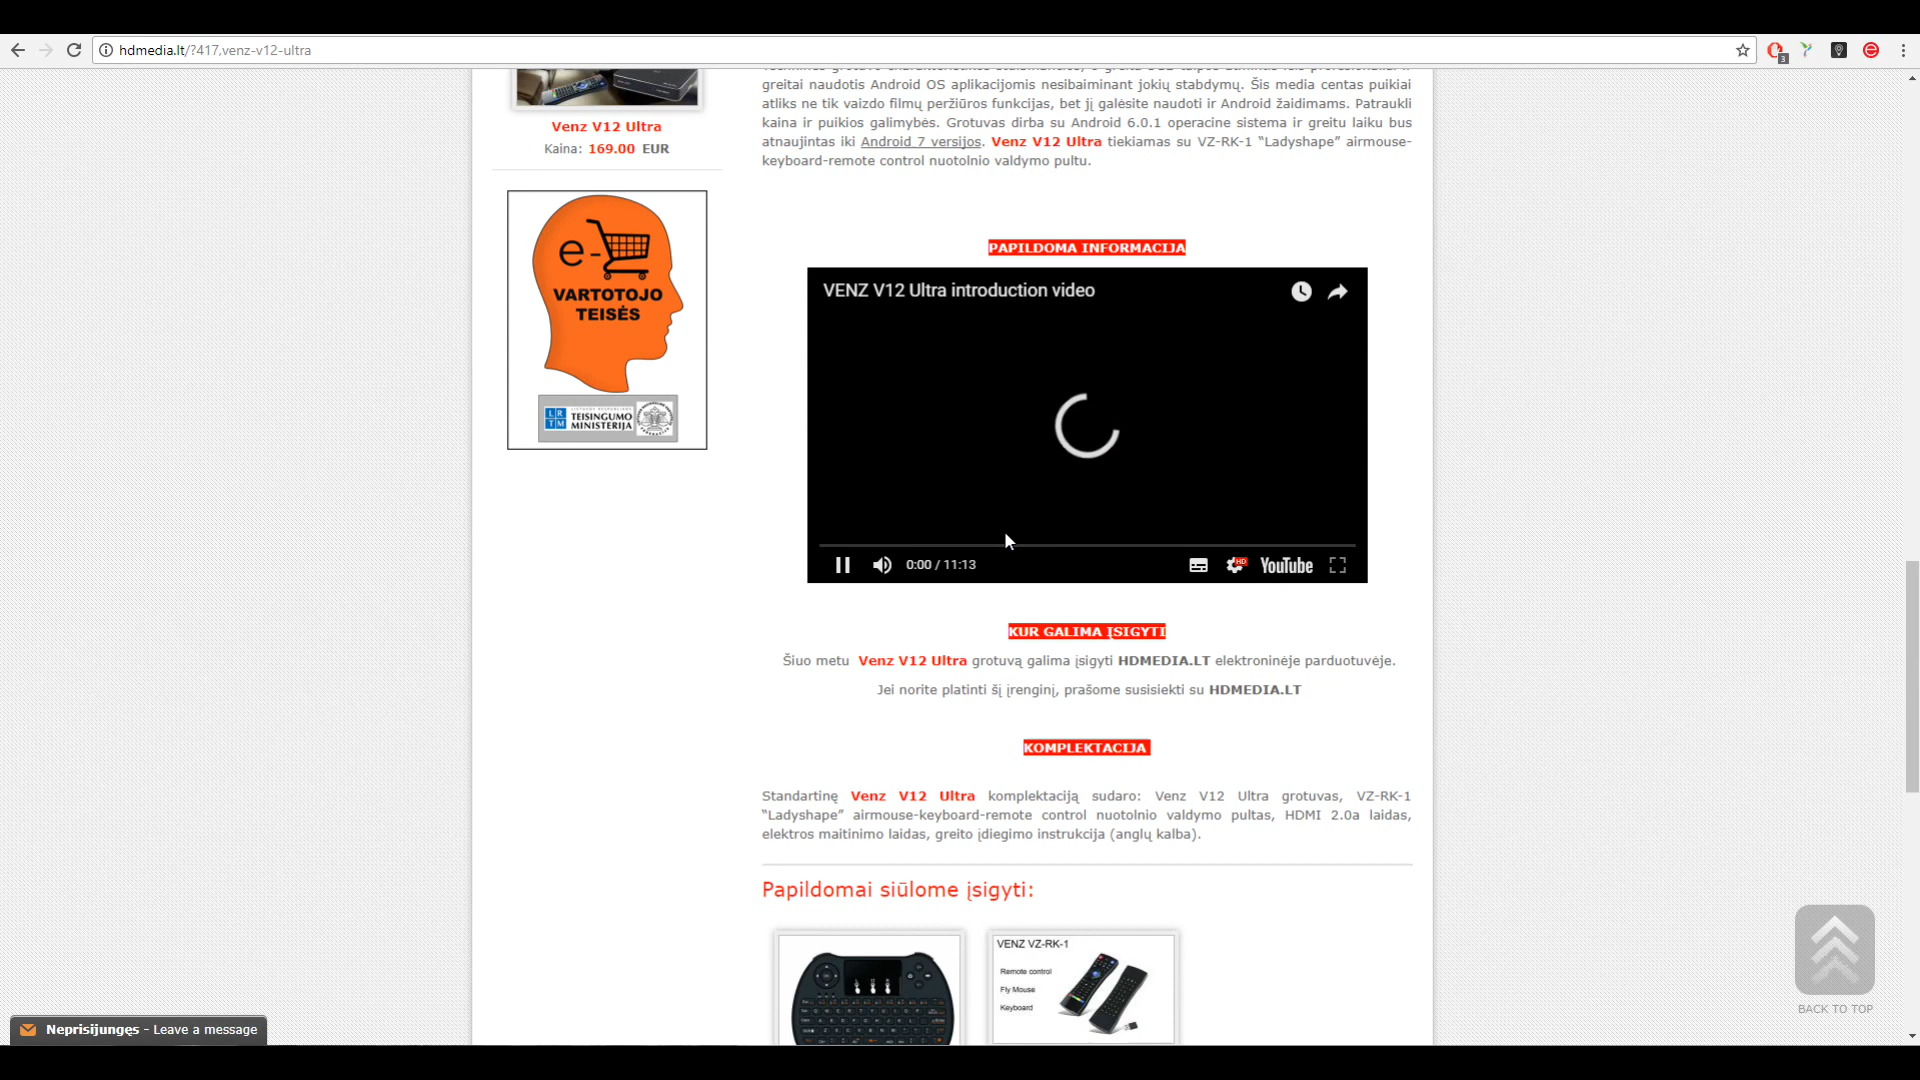 hdmedia.lt/?417,venz-v12-ultra
3
greitai naudotis Android OS aplikacijomis nesibaiminant jokių stabdymų. Šis media centas puikiai
atliks ne tik vaizdo filmų peržiūros funkcijas, bet jį galėsite naudoti ir Android žaidimams. Patraukli
kaina ir puikios galimybės. Grotuvas dirba su Android 6.0.1 operacine sistema ir greitu laiku bus
atnaujintas iki Android 7 versijos. Venz V12 Ultra tiekiamas su VZ-RK-1 “Ladyshape” airmouse-
keyboard-remote control nuotolnio valdymo pultu.
Venz V12 Ultra
Kaina: 169.00 EUR
e-
VARTOTOJO
TEISĖS
LR
TM
TEISINGUMO
MINISTERIJA
PAPILDOMA INFORMACIJA
VENZ V12 Ultra introduction video
0:00 / 11:13
HD
YouTube
KUR GALIMA ĮSIGYTI
Šiuo metu Venz V12 Ultra grotuvą galima įsigyti HDMEDIA.LT elektroninėje parduotuvėje.
Jei norite platinti šį įrenginį, prašome susisiekti su HDMEDIA.LT
KOMPLEKTACIJA
Standartinę Venz V12 Ultra komplektaciją sudaro: Venz V12 Ultra grotuvas, VZ-RK-1
“Ladyshape” airmouse-keyboard-remote control nuotolnio valdymo pultas, HDMI 2.0a laidas,
elektros maitinimo laidas, greito įdiegimo instrukcija (anglų kalba).
Papildomai siūlome įsigyti:
VENZ VZ-RK-1
Remote control
Fly Mouse
Keyboard
BACK TO TOP
Neprisijungęs - Leave a message